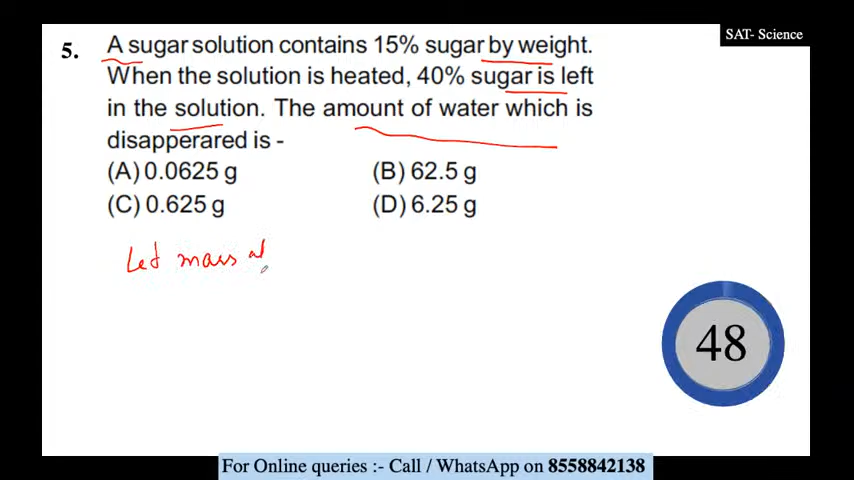 SAT- Science
5. A sugar solution contains 15% sugar by weight.
When the solution is heated, 40% sugar is left
in the solution. The amount of water which is
disapperared is -
(A) 0.0625 g (B) 62.5 g
(C) 0.625 g (D) 6.25 g
Let mass
48
For Online queries :- Call / WhatsApp on 8558842138